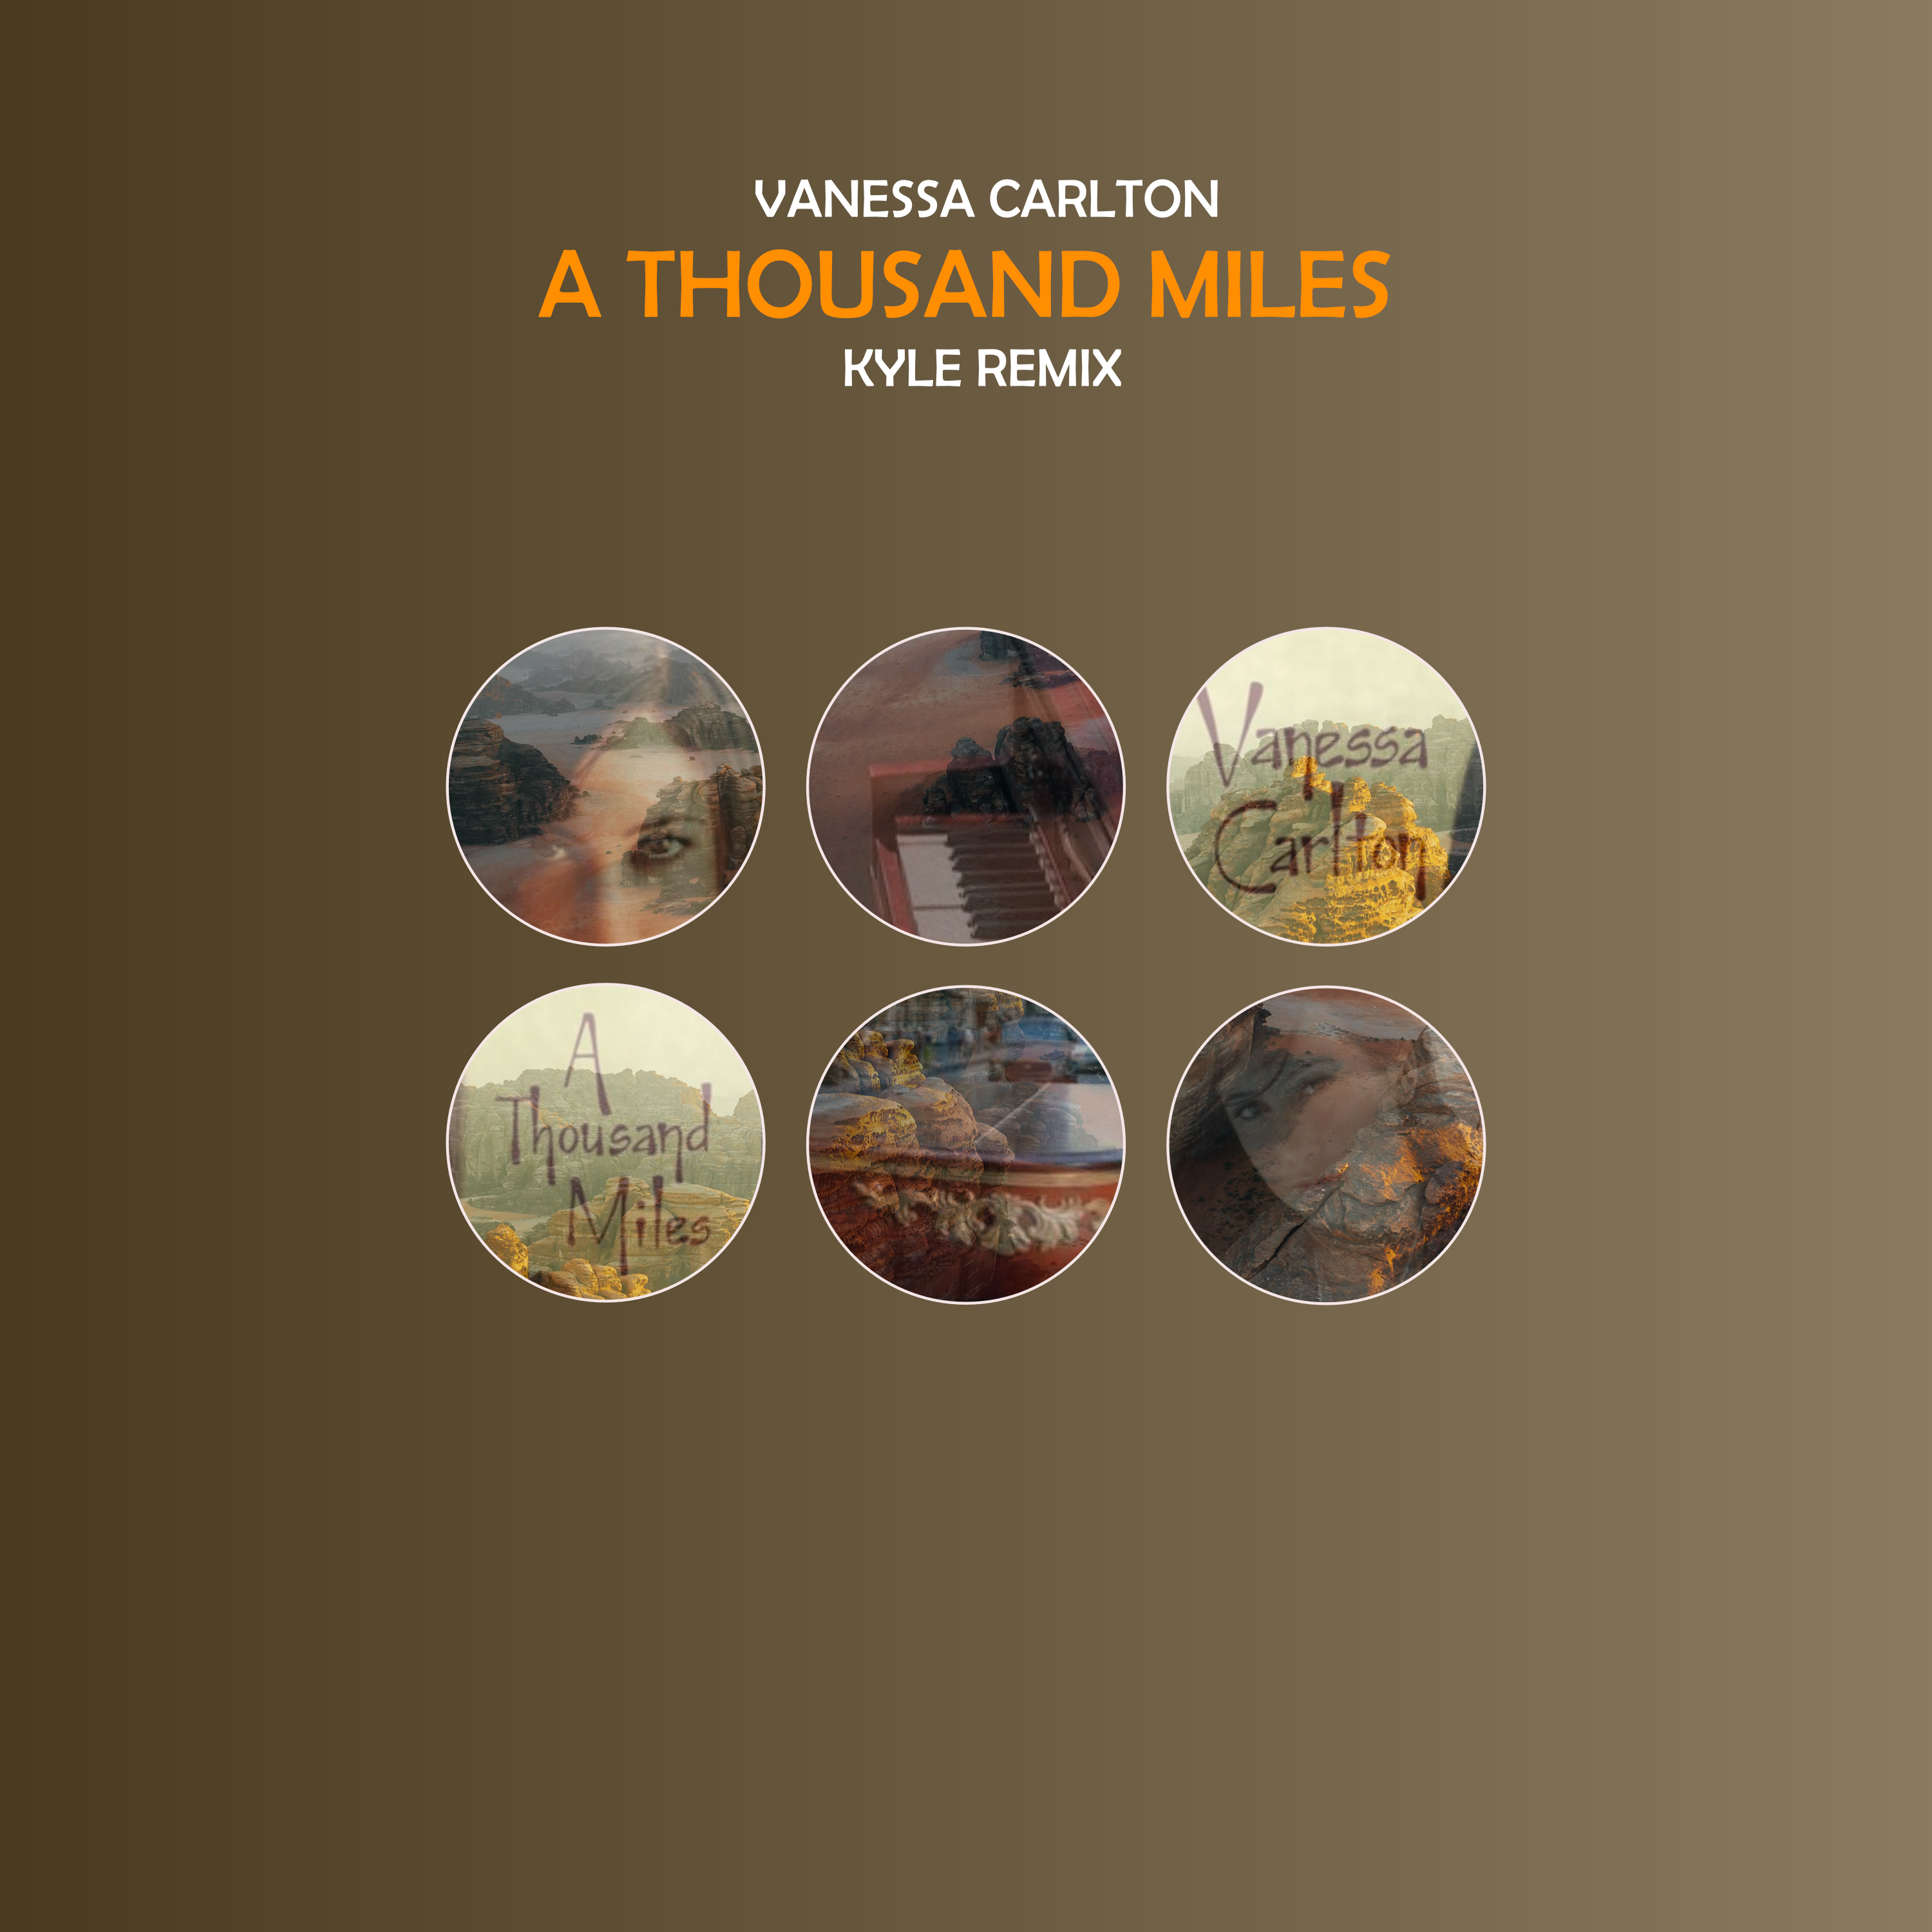 VANESSA CARLTON
A THOUSAND MILES
KYLE REMIX
Vanessa
Carlton
A
Thousand
Miles